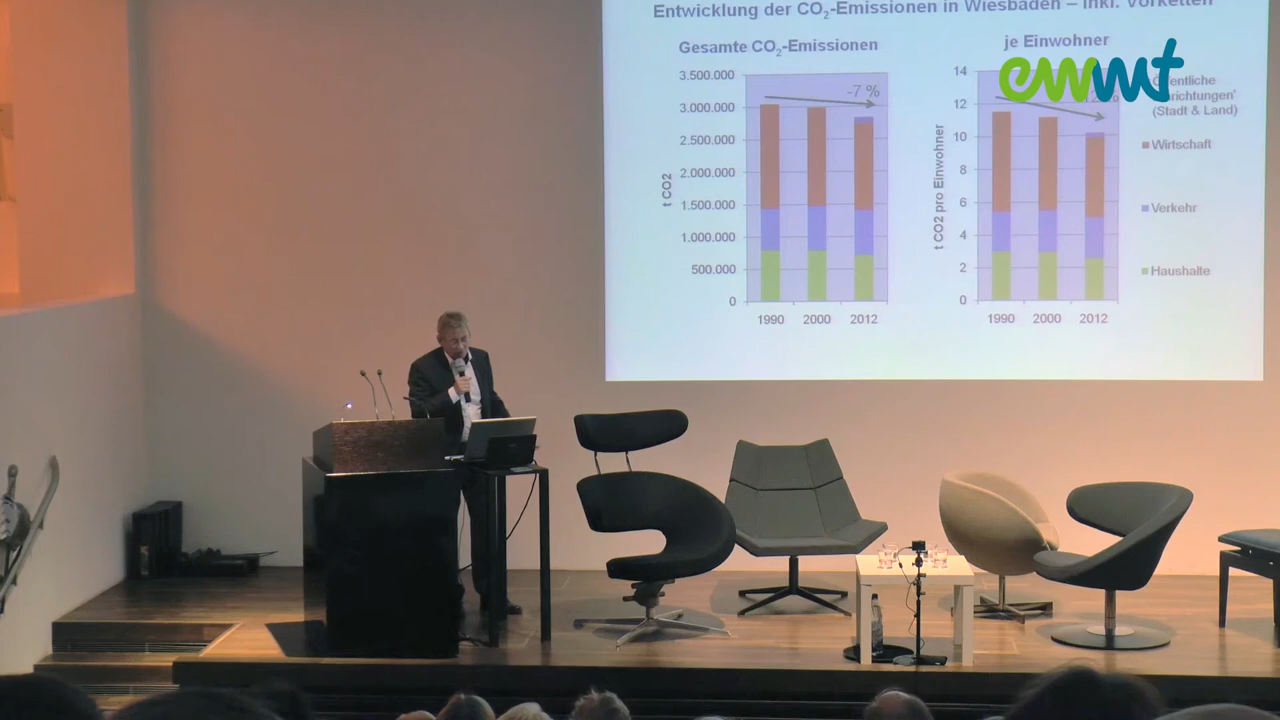 Entwicklung der CO₂-Emissionen in Wiesbaden – inkl. Vorketten
Gesamte CO₂-Emissionen
je Einwohner
3.500.000
3.000.000
2.500.000
2.000.000
1.500.000
1.000.000
500.000
0
t CO2
-7 %
1990 2000 2012
14
12
10
8
6
4
2
0
t CO2 pro Einwohner
1990 2000 2012
(Stadt & Land)
Wirtschaft
Verkehr
Haushalte
ewmt